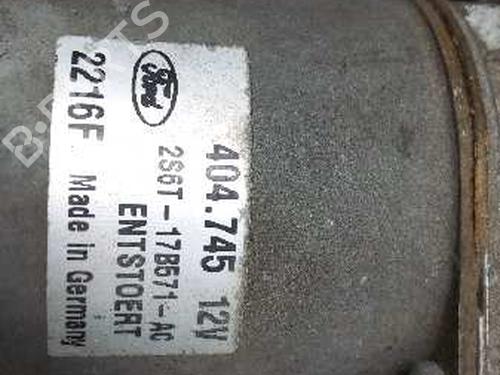 404.745 12V
Ford
2S6T-17B571-AC
ENTSTOERT
2216F Made in Germany
B-PARTS